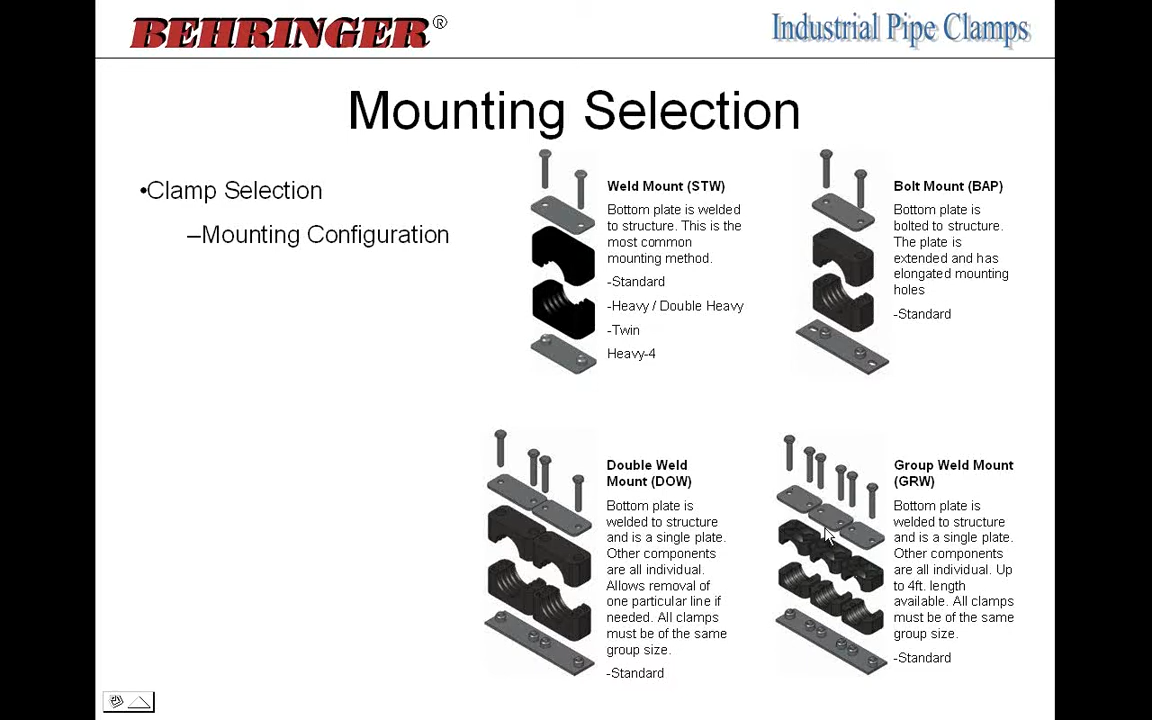 BEHRINGER®
Industrial Pipe Clamps
Mounting Selection
•Clamp Selection
–Mounting Configuration
Weld Mount (STW)
Bottom plate is welded
to structure. This is the
most common
mounting method.
-Standard
-Heavy / Double Heavy
-Twin
Heavy-4
Bolt Mount (BAP)
Bottom plate is
bolted to structure.
The plate is
extended and has
elongated mounting
holes
-Standard
Double Weld
Mount (DOW)
Bottom plate is
welded to structure
and is a single plate.
Other components
are all individual.
Allows removal of
one particular line if
needed. All clamps
must be of the same
group size.
-Standard
Group Weld Mount
(GRW)
Bottom plate is
welded to structure
and is a single plate.
Other components
are all individual. Up
to 4ft. length
available. All clamps
must be of the same
group size.
-Standard